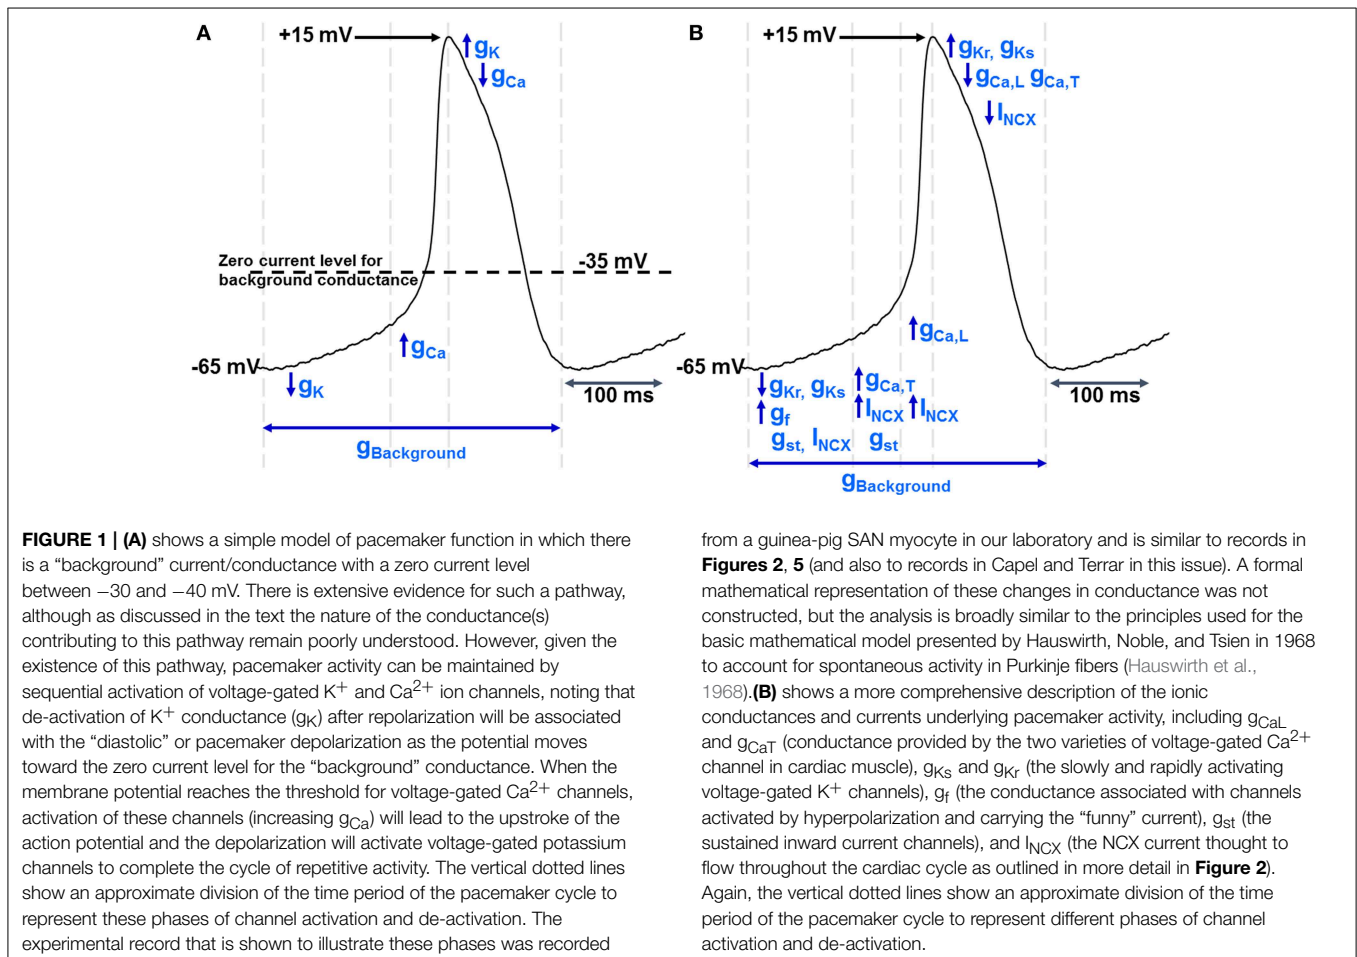 A
+15 mV
↑gK
↓gCa
Zero current level for
background conductance
-35 mV
↑gCa
-65 mV
↓gK
100 ms
gBackground
B
+15 mV
↑gKr, gKs
↓gCa,L gCa,T
↓INCX
↑gCa,L
-65 mV
↓gKr, gKs ↑gCa,T
↑gf ↑INCX ↑INCX
gst, INCX gst
100 ms
gBackground
FIGURE 1 | (A) shows a simple model of pacemaker function in which there
is a “background” current/conductance with a zero current level
between −30 and −40 mV. There is extensive evidence for such a pathway,
although as discussed in the text the nature of the conductance(s)
contributing to this pathway remain poorly understood. However, given the
existence of this pathway, pacemaker activity can be maintained by
sequential activation of voltage-gated K+ and Ca2+ ion channels, noting that
de-activation of K+ conductance (gK) after repolarization will be associated
with the “diastolic” or pacemaker depolarization as the potential moves
toward the zero current level for the “background” conductance. When the
membrane potential reaches the threshold for voltage-gated Ca2+ channels,
activation of these channels (increasing gCa) will lead to the upstroke of the
action potential and the depolarization will activate voltage-gated potassium
channels to complete the cycle of repetitive activity. The vertical dotted lines
show an approximate division of the time period of the pacemaker cycle to
represent these phases of channel activation and de-activation. The
experimental record that is shown to illustrate these phases was recorded
from a guinea-pig SAN myocyte in our laboratory and is similar to records in
Figures 2, 5 (and also to records in Capel and Terrar in this issue). A formal
mathematical representation of these changes in conductance was not
constructed, but the analysis is broadly similar to the principles used for the
basic mathematical model presented by Hauswirth, Noble, and Tsien in 1968
to account for spontaneous activity in Purkinje fibers (Hauswirth et al.,
1968).(B) shows a more comprehensive description of the ionic
conductances and currents underlying pacemaker activity, including gCaL
and gCaT (conductance provided by the two varieties of voltage-gated Ca2+
channel in cardiac muscle), gKs and gKr (the slowly and rapidly activating
voltage-gated K+ channels), gf (the conductance associated with channels
activated by hyperpolarization and carrying the “funny” current), gst (the
sustained inward current channels), and INCX (the NCX current thought to
flow throughout the cardiac cycle as outlined in more detail in Figure 2).
Again, the vertical dotted lines show an approximate division of the time
period of the pacemaker cycle to represent different phases of channel
activation and de-activation.